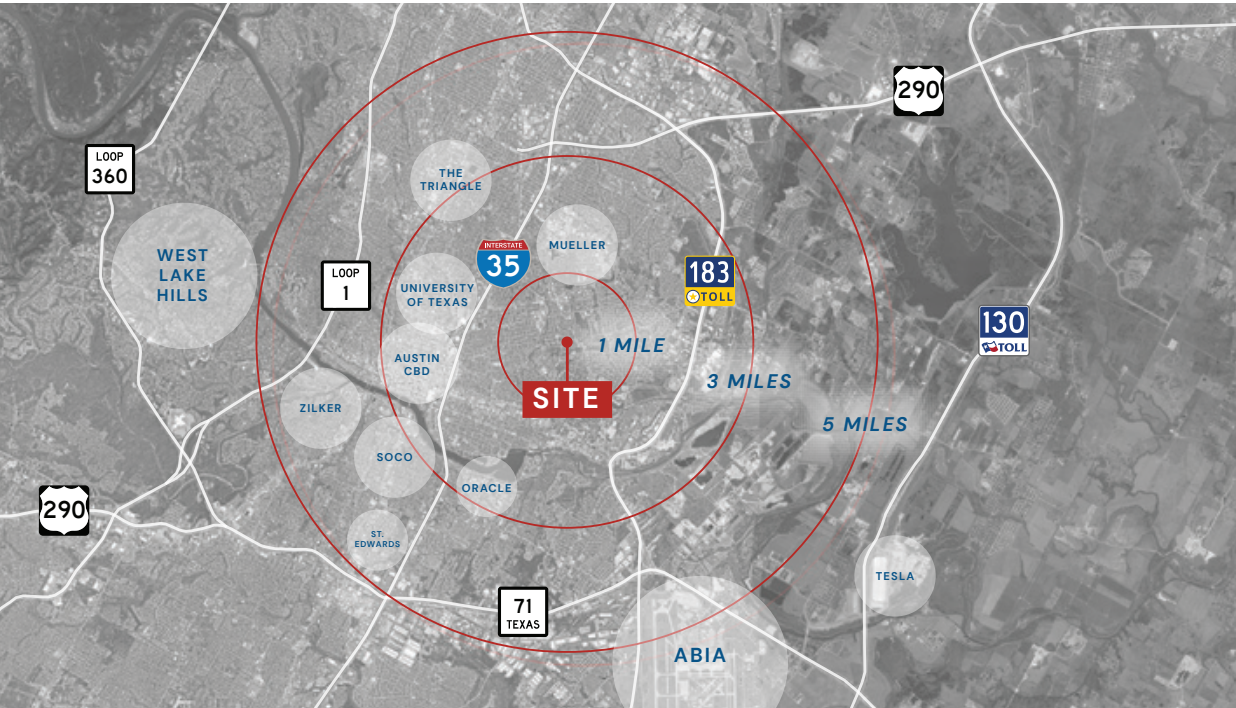 290
LOOP
360
THE
TRIANGLE
WEST
LAKE
HILLS
MUELLER
INTERSTATE
35
LOOP
1
UNIVERSITY
OF TEXAS
183
TOLL
130
TOLL
1 MILE
AUSTIN
CBD
3 MILES
SITE
ZILKER
5 MILES
SOCO
ORACLE
290
ST.
EDWARDS
TESLA
71
TEXAS
ABIA